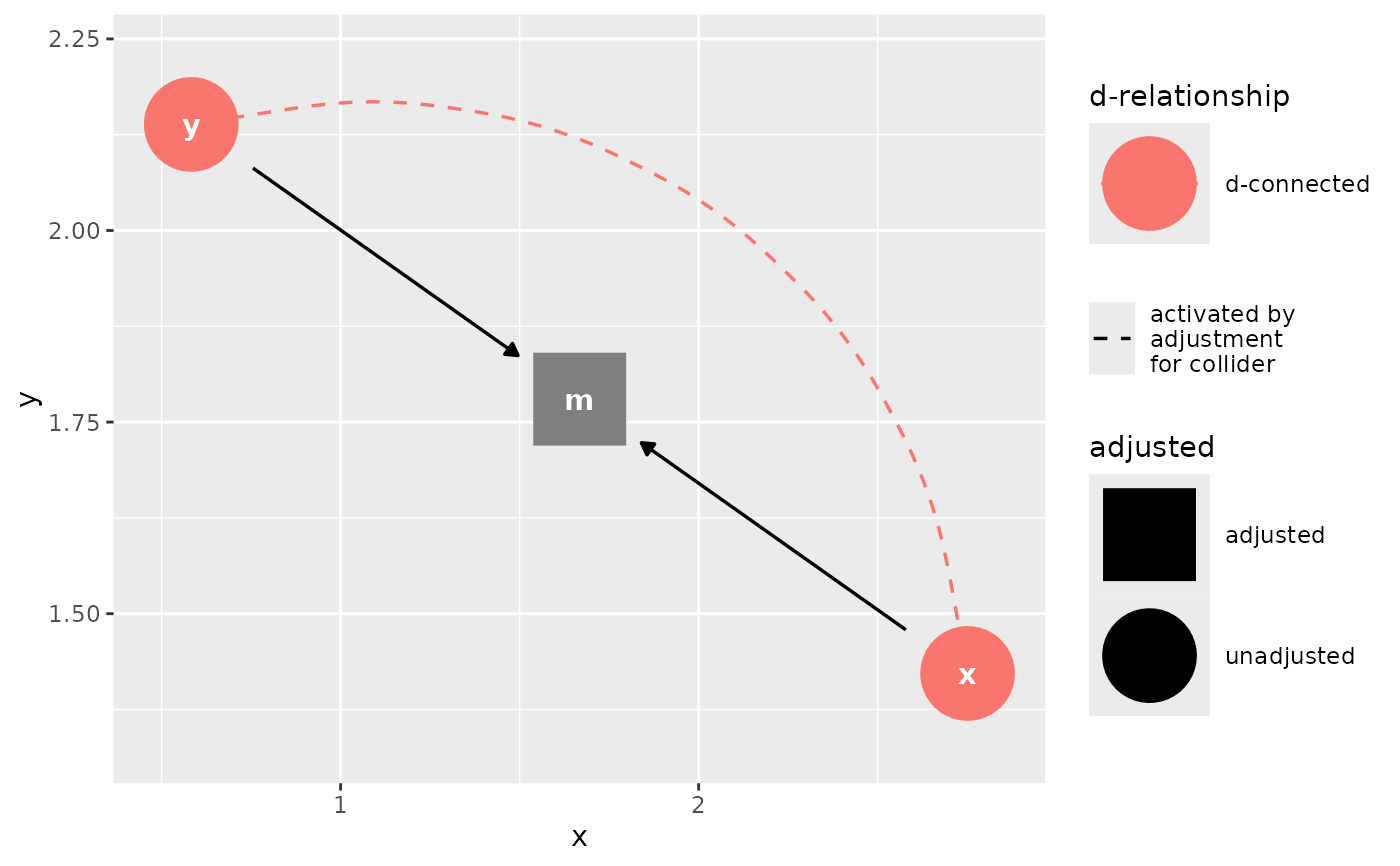 2.25
2.00
1.75
1.50
y
y
m
x
1
2
x
d-relationship
d-connected
activated by
adjustment
for collider
adjusted
adjusted
unadjusted